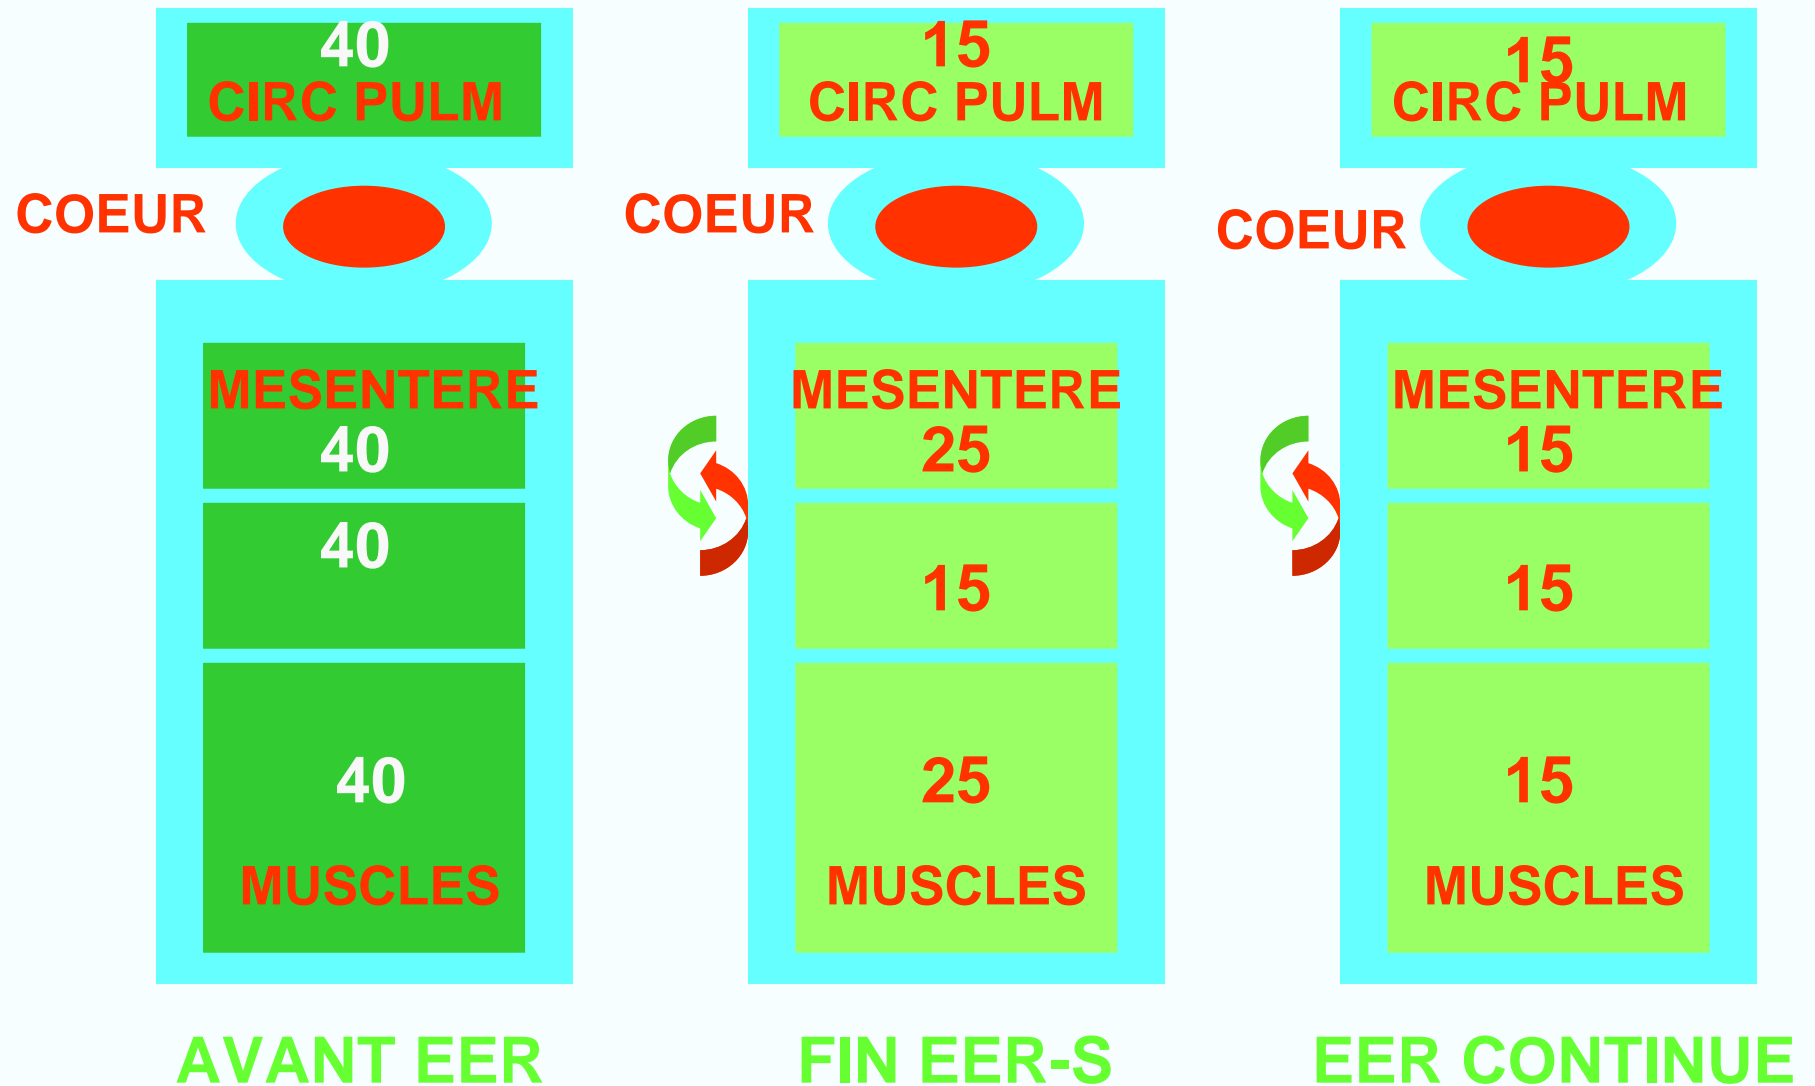 40
CIRC PULM
COEUR
MESENTERE
40
40
40
MUSCLES
AVANT EER
15
CIRC PULM
COEUR
MESENTERE
25
15
25
MUSCLES
FIN EER-S
15
CIRC PULM
COEUR
MESENTERE
15
15
15
MUSCLES
EER CONTINUE